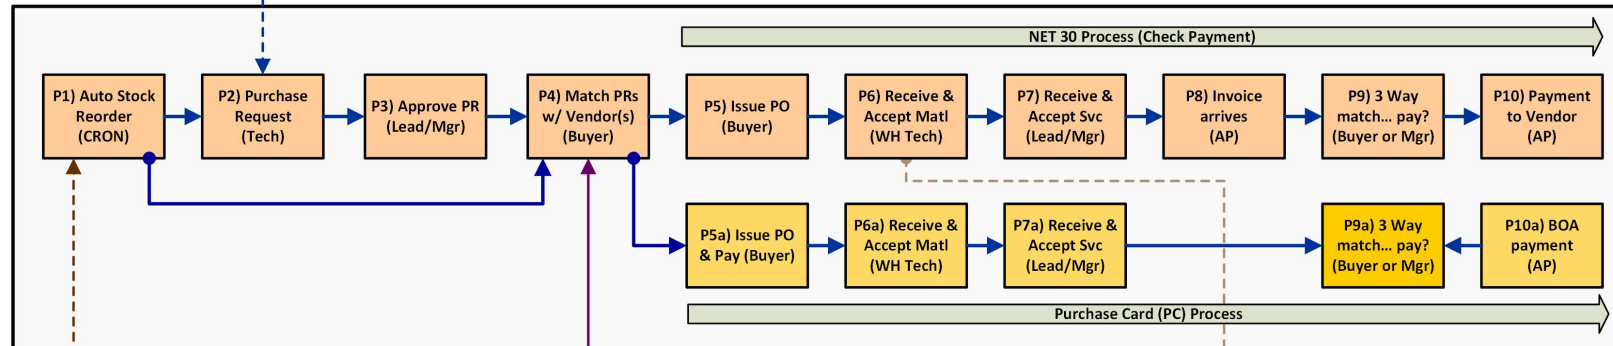 NET 30 Process (Check Payment)
P1) Auto Stock
Reorder
(CRON)
P2) Purchase
Request
(Tech)
P3) Approve PR
(Lead/Mgr)
P4) Match PRs
w/ Vendor(s)
(Buyer)
P5) Issue PO
(Buyer)
P6) Receive &
Accept Matl
(WH Tech)
P7) Receive &
Accept Svc
(Lead/Mgr)
P8) Invoice
arrives
(AP)
P9) 3 Way
match... pay?
(Buyer or Mgr)
P10) Payment
to Vendor
(AP)
P5a) Issue PO
& Pay (Buyer)
P6a) Receive &
Accept Matl
(WH Tech)
P7a) Receive &
Accept Svc
(Lead/Mgr)
P9a) 3 Way
match... pay?
(Buyer or Mgr)
P10a) BOA
payment
(AP)
Purchase Card (PC) Process